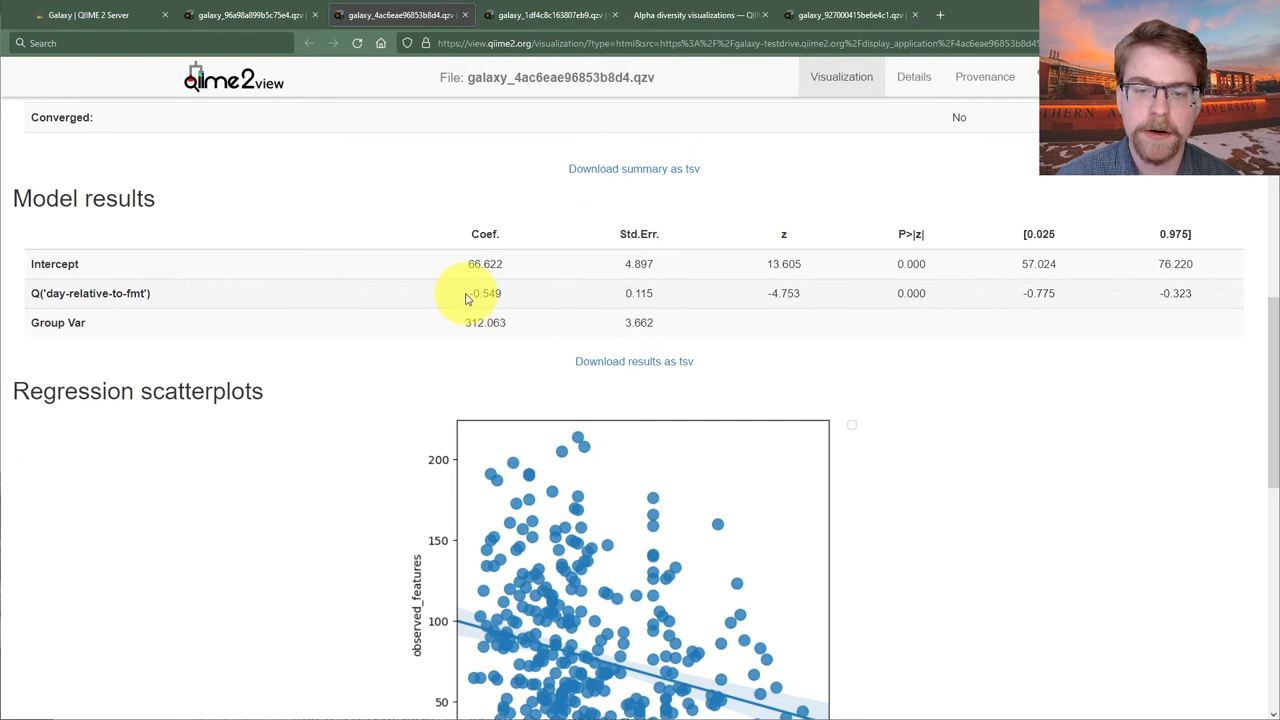 Galaxy | QIIME 2 Server
galaxy_96a98a899b5c75e4.qzv
galaxy_4ac6eae96853b8d4.qzv
galaxy_1df4c8c163807eb9.qzv
Alpha diversity visualizations — QII
galaxy_927000415be6e4c1.qzv
Search
https://view.qiime2.org/visualization/?type=html&src=https%3A%2F%2Fgalaxy-testdrive.qiime2.org%2Fdisplay_application%2F4ac6eae96853b8d4
qiime2view
File: galaxy_4ac6eae96853b8d4.qzv
Visualization
Details
Provenance
Converged: No
Download summary as tsv
Model results
Coef. Std.Err. z P>|z| [0.025 0.975]
Intercept 66.622 4.897 13.605 0.000 57.024 76.220
Q('day-relative-to-fmt') -0.549 0.115 -4.753 0.000 -0.775 -0.323
Group Var 312.063 3.662
Download results as tsv
Regression scatterplots
200
150
100
50
observed_features